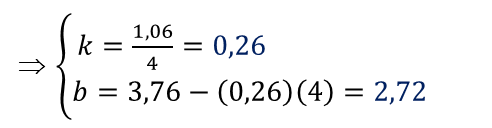 ⇒ { k = 1,06/4 = 0,26
b = 3,76 − (0,26)(4) = 2,72